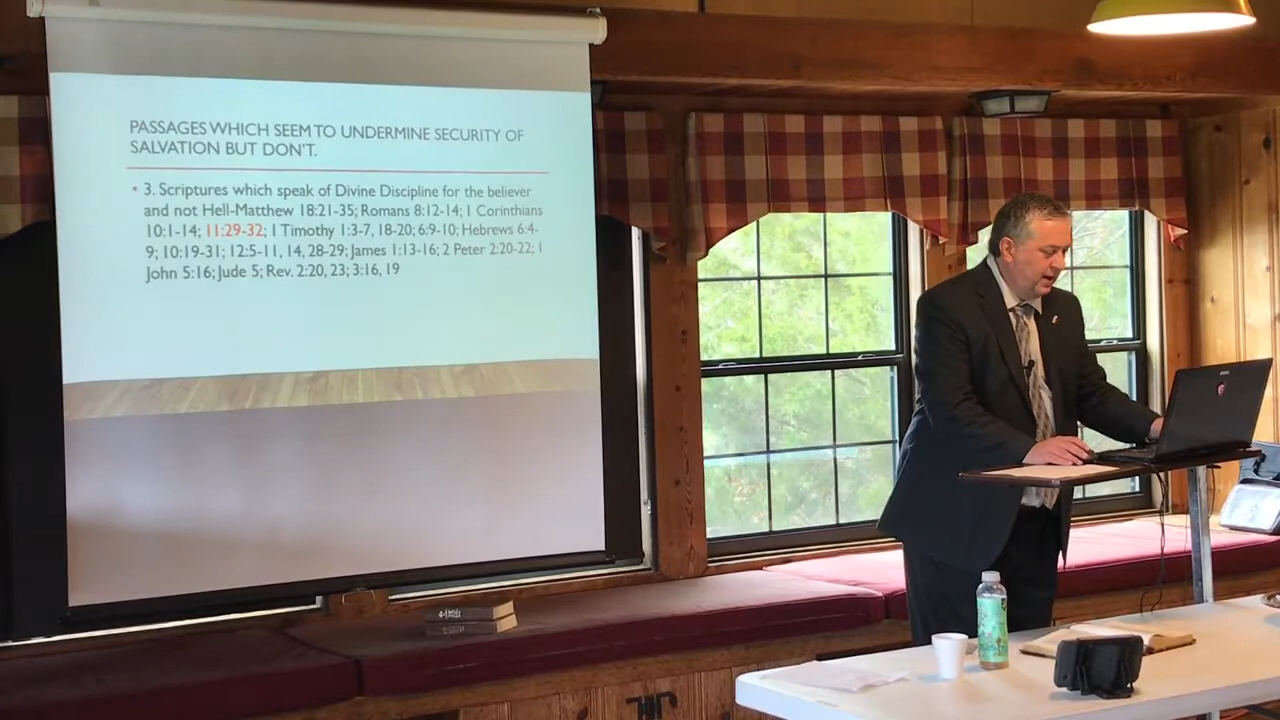 PASSAGES WHICH SEEM TO UNDERMINE SECURITY OF
SALVATION BUT DON'T.
• 3. Scriptures which speak of Divine Discipline for the believer
and not Hell-Matthew 18:21-35; Romans 8:12-14; 1 Corinthians
10:1-14; 11:29-32; 1 Timothy 1:3-7, 18-20; 6:9-10; Hebrews 6:4-
9; 10:19-31; 12:5-11, 14, 28-29; James 1:13-16; 2 Peter 2:20-22; 1
John 5:16; Jude 5; Rev. 2:20, 23; 3:16, 19